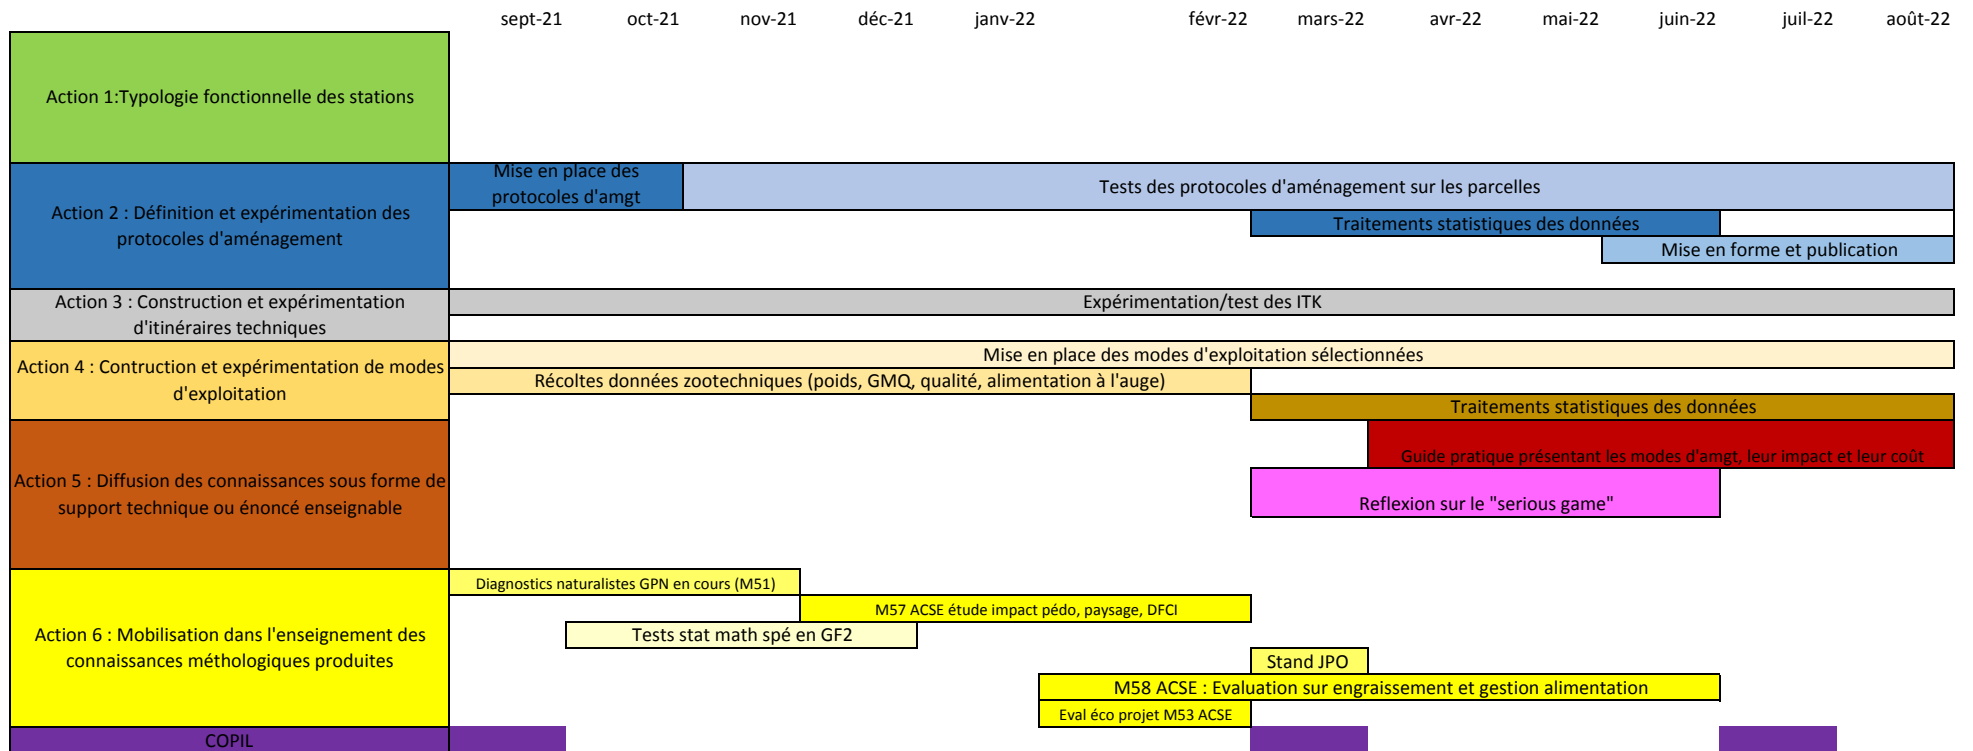 sept-21 oct-21 nov-21 déc-21 janv-22 févr-22 mars-22 avr-22 mai-22 juin-22 juil-22 août-22
Action 1:Typologie fonctionnelle des stations
Action 2 : Définition et expérimentation des
protocoles d'aménagement
Mise en place des
protocoles d'amgt
Tests des protocoles d'aménagement sur les parcelles
Traitements statistiques des données
Mise en forme et publication
Action 3 : Construction et expérimentation
d'itinéraires techniques
Expérimentation/test des ITK
Action 4 : Contruction et expérimentation de modes
d'exploitation
Mise en place des modes d'exploitation sélectionnées
Récoltes données zootechniques (poids, GMQ, qualité, alimentation à l'auge)
Traitements statistiques des données
Action 5 : Diffusion des connaissances sous forme de
support technique ou énoncé enseignable
Guide pratique présentant les modes d'amgt, leur impact et leur coût
Reflexion sur le "serious game"
Action 6 : Mobilisation dans l'enseignement des
connaissances méthologiques produites
Diagnostics naturalistes GPN en cours (M51)
M57 ACSE étude impact pédo, paysage, DFCI
Tests stat math spé en GF2
Stand JPO
M58 ACSE : Evaluation sur engraissement et gestion alimentation
Eval éco projet M53 ACSE
COPIL